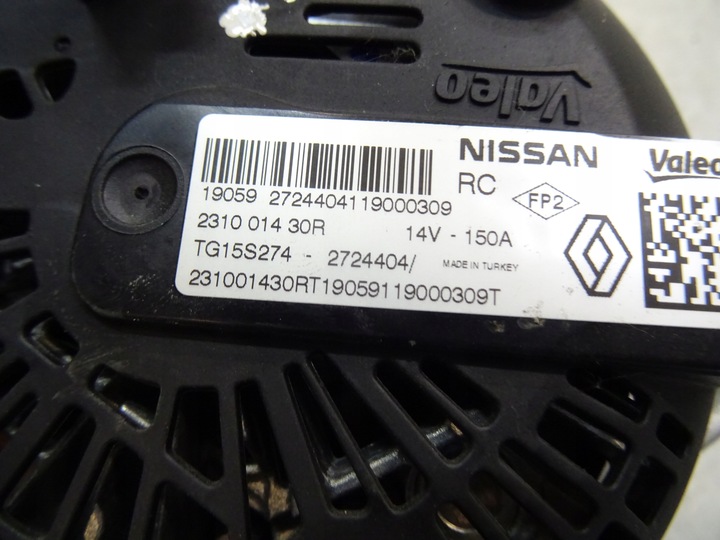 Valeo
NISSAN
Valeo
RC
FP2
19059 2724404119000309
2310 014 30R
14V - 150A
TG15S274 - 2724404/
MADE IN TURKEY
231001430RT19059119000309T